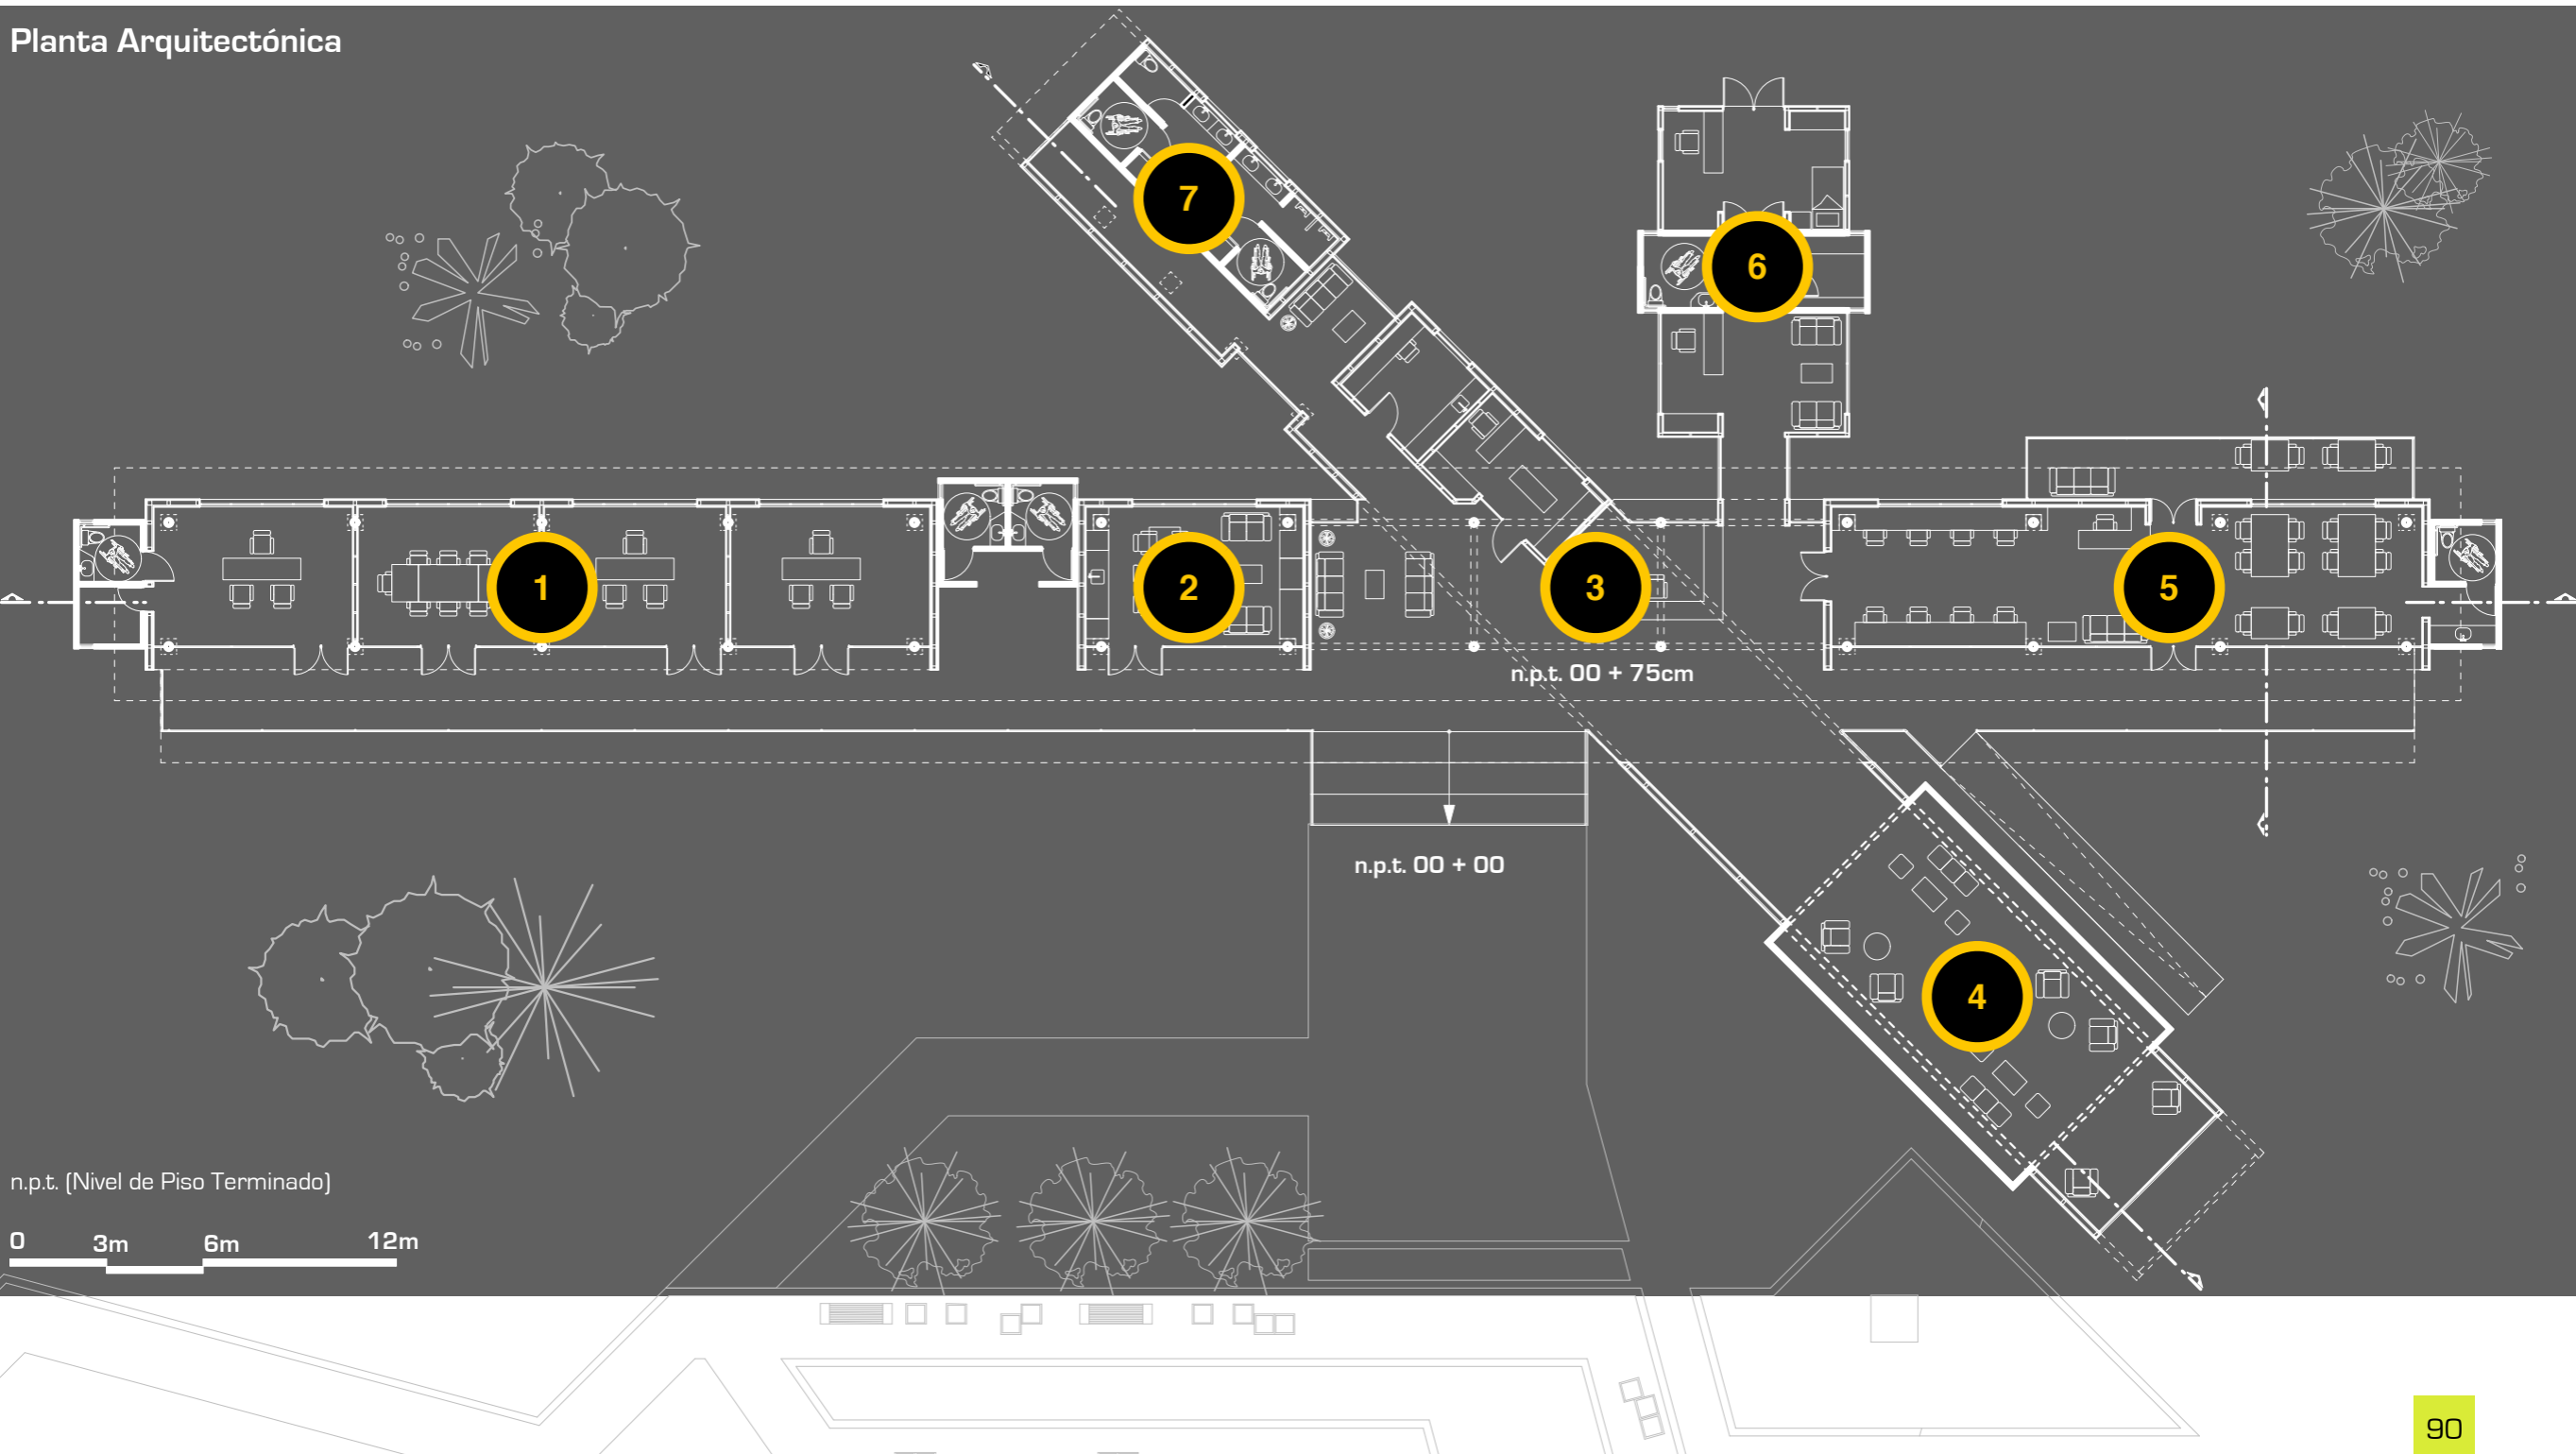 Planta Arquitectónica
7
6
1
2
3
5
n.p.t. 00 + 75cm
n.p.t. 00 + 00
4
n.p.t. (Nivel de Piso Terminado)
0 3m 6m 12m
90